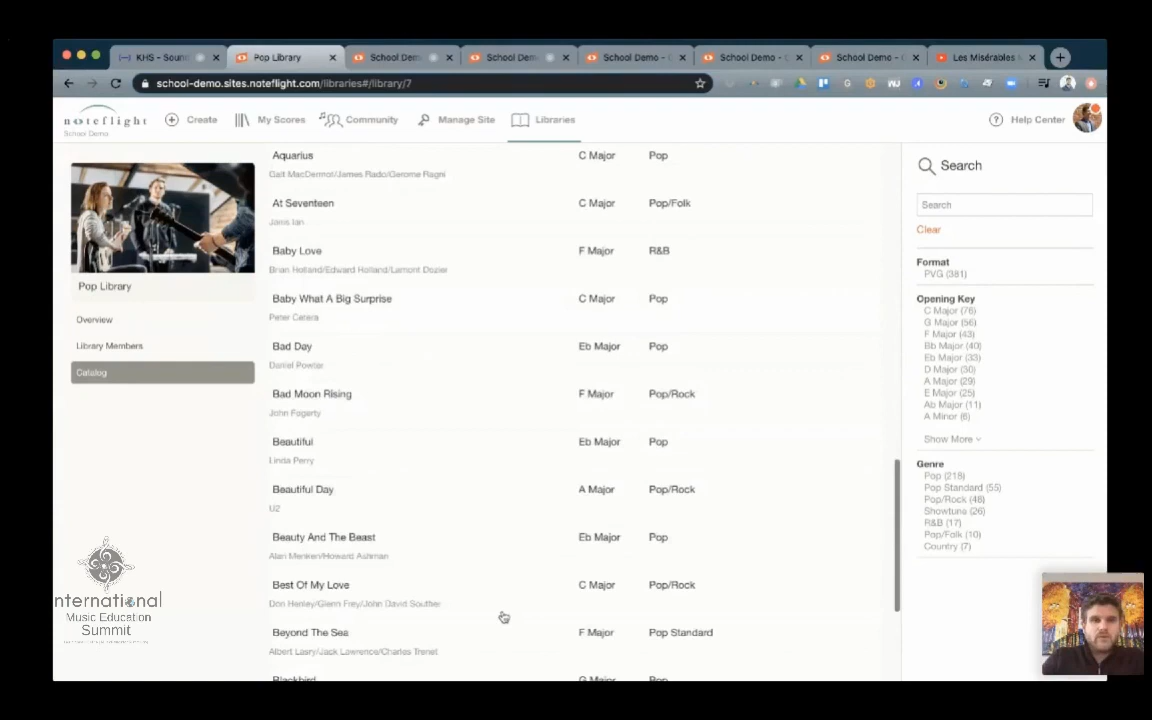 KHS - Soun
Pop Library
School Dem
School Dem
School Demo - C
School Demo - C
School Demo - C
Les Misérables
school-demo.sites.noteflight.com/libraries#/library/7
noteflight
School Demo
Create
My Scores
Community
Manage Site
Libraries
Help Center
Pop Library
Overview
Library Members
Catalog
Aquarius C Major Pop
Galt MacDermot/James Rado/Gerome Ragni
At Seventeen C Major Pop/Folk
Janis Ian
Baby Love F Major R&B
Brian Holland/Edward Holland/Lamont Dozier
Baby What A Big Surprise C Major Pop
Peter Cetera
Bad Day Eb Major Pop
Daniel Powter
Bad Moon Rising F Major Pop/Rock
John Fogerty
Beautiful Eb Major Pop
Linda Perry
Beautiful Day A Major Pop/Rock
U2
Beauty And The Beast Eb Major Pop
Alan Menken/Howard Ashman
Best Of My Love C Major Pop/Rock
Don Henley/Glenn Frey/John David Souther
Beyond The Sea F Major Pop Standard
Albert Lasry/Jack Lawrence/Charles Trenet
Blackbird G Major Pop
Search
Search
Clear
Format
PVG (381)
Opening Key
C Major (76)
G Major (56)
F Major (43)
Bb Major (40)
Eb Major (33)
D Major (30)
A Major (29)
E Major (25)
Ab Major (11)
A Minor (6)
Show More
Genre
Pop (218)
Pop Standard (55)
Pop/Rock (48)
Showtune (26)
R&B (17)
Pop/Folk (10)
Country (7)
nternational
Music Education
Summit